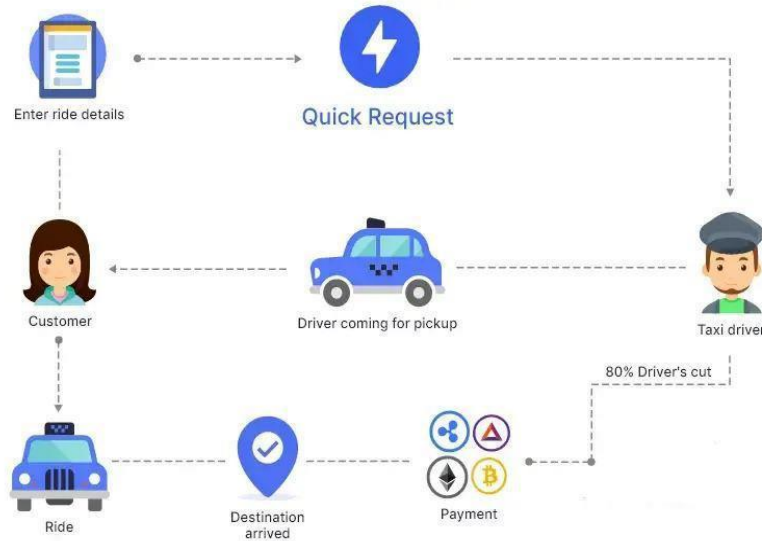 Enter ride details
Quick Request
Customer
Driver coming for pickup
Taxi driver
80% Driver's cut
Ride
Destination
arrived
Payment